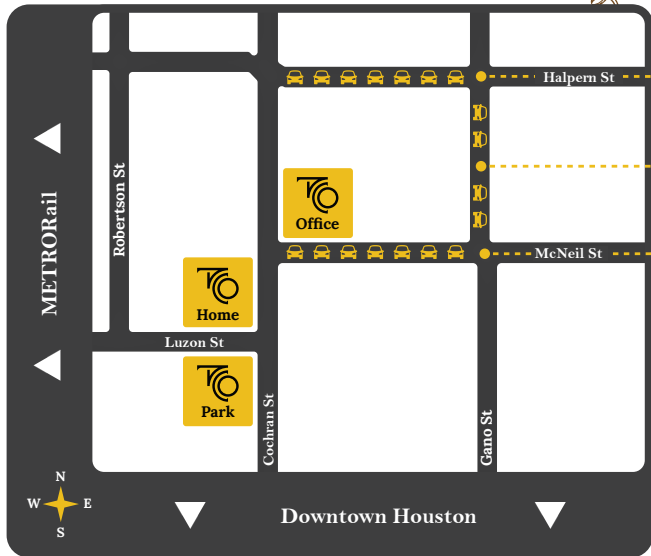 Halpern St
Robertson St
METRORail
Office
McNeil St
Home
Luzon St
Park
Cochran St
Gano St
N
W E
S
Downtown Houston